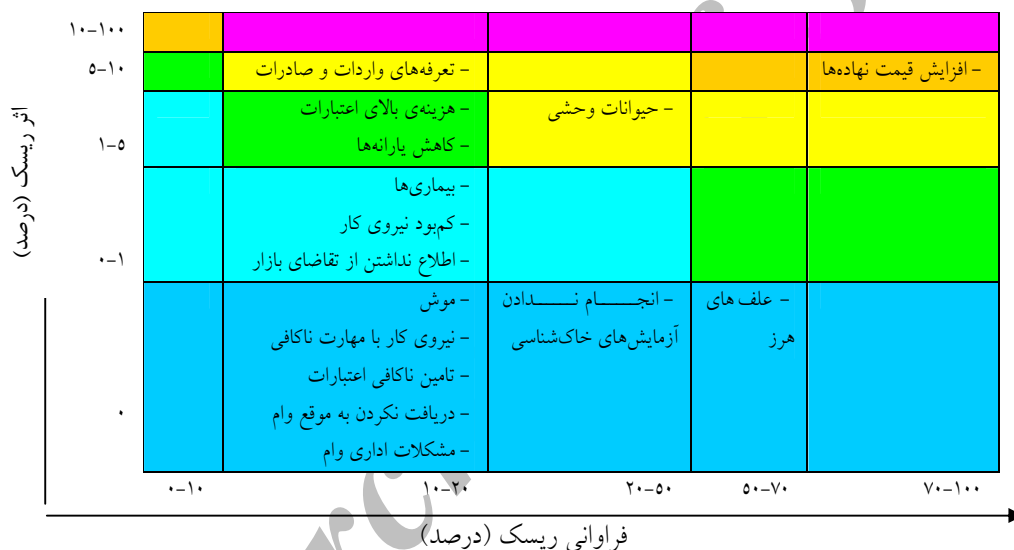 ۱۰-۱۰۰
۵-۱۰
- تعرفه‌های واردات و صادرات
- افزایش قیمت نهاده‌ها
۱-۵
- هزینه‌ی بالای اعتبارات
- کاهش یارانه‌ها
- حیوانات وحشی
۰-۱
- بیماری‌ها
- کم‌بود نیروی کار
- اطلاع نداشتن از تقاضای بازار
۰
- موش
- نیروی کار با مهارت ناکافی
- تامین ناکافی اعتبارات
- دریافت نکردن به موقع وام
- مشکلات اداری وام
- انجـــــــام نـــــــدادن
آزمایش‌های خاک‌شناسی
- علف های
هرز
اثر ریسک (درصد)
۰-۱۰
۱۰-۲۰
۲۰-۵۰
۵۰-۷۰
۷۰-۱۰۰
فراوانی ریسک (درصد)